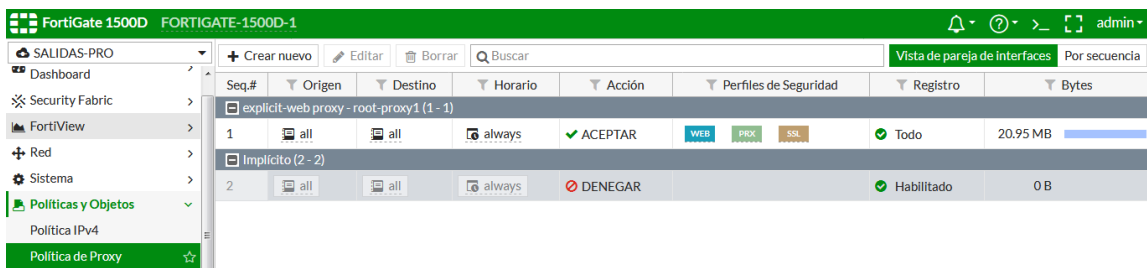 FortiGate 1500D FORTIGATE-1500D-1 admin
SALIDAS-PRO + Crear nuevo Editar Borrar Buscar Vista de pareja de interfaces Por secuencia
Dashboard
Seq.# Origen Destino Horario Acción Perfiles de Seguridad Registro Bytes
Security Fabric
explicit-web proxy - root-proxy1 (1 - 1)
FortiView
1 all all always ACEPTAR WEB PRX SSL Todo 20.95 MB
Red
Implícito (2 - 2)
Sistema
2 all all always DENEGAR Habilitado 0 B
Políticas y Objetos
Política IPv4
Política de Proxy